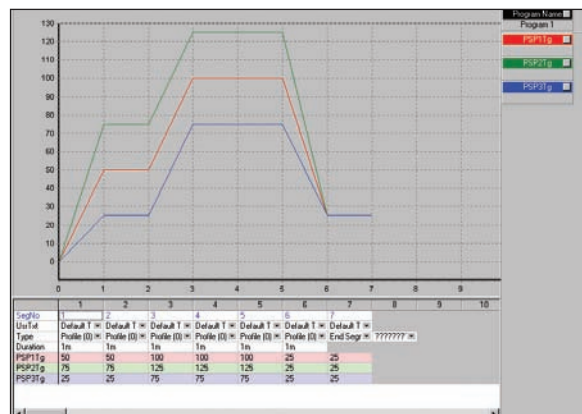 Program Name
Program 1
PSP1Tg
PSP2Tg
PSP3Tg
130
120
110
100
90
80
70
60
50
40
30
20
10
0
0 1 2 3 4 5 6 7 8 9
1 2 3 4 5 6 7 8 9 10
SegNo 1 2 3 4 5 6 7
UsrTxt Default T Default T Default T Default T Default T Default T Default T
Type Profile (0) Profile (0) Profile (0) Profile (0) Profile (0) Profile (0) End Segr ???????
Duration 1m 1m 1m 1m 1m 1m
PSP1Tg 50 50 100 100 100 25 25
PSP2Tg 75 75 125 125 125 25 25
PSP3Tg 25 25 75 75 75 25 25